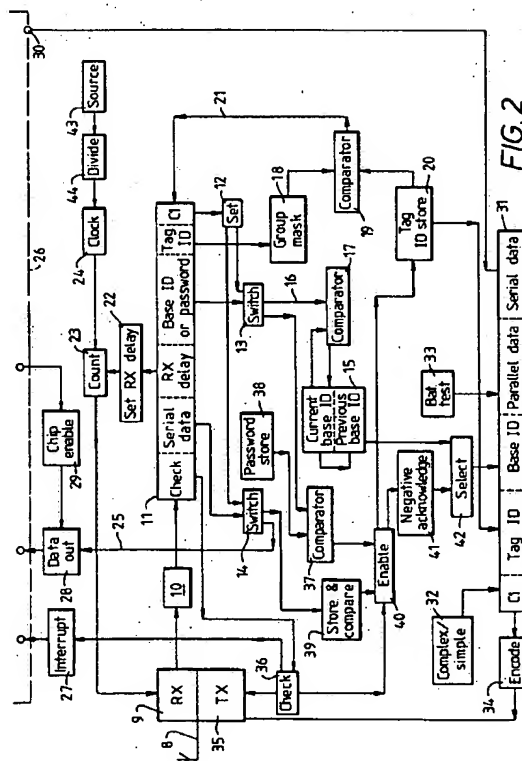 26
30
Source
43
Divide
44
Clock
24
Count
23
Set RX delay
22
Chip enable
29
Data out
28
Interrupt
27
25
21
11
Check
Serial data
RX delay
Base ID or password
Tag ID
C1
Set
12
Group mask
18
Comparator
19
Tag ID store
20
Switch
13
16
Comparator
17
Current base ID
Previous base ID
15
Password store
38
Switch
14
10
RX
9
TX
35
8
Check
36
Comparator
37
Store & compare
39
Enable
40
Negative acknowledge
41
Select
42
Bat. test
33
Complex/simple
32
Encode
34
C1
Tag ID
Base ID
Parallel data
Serial data
31
FIG.2